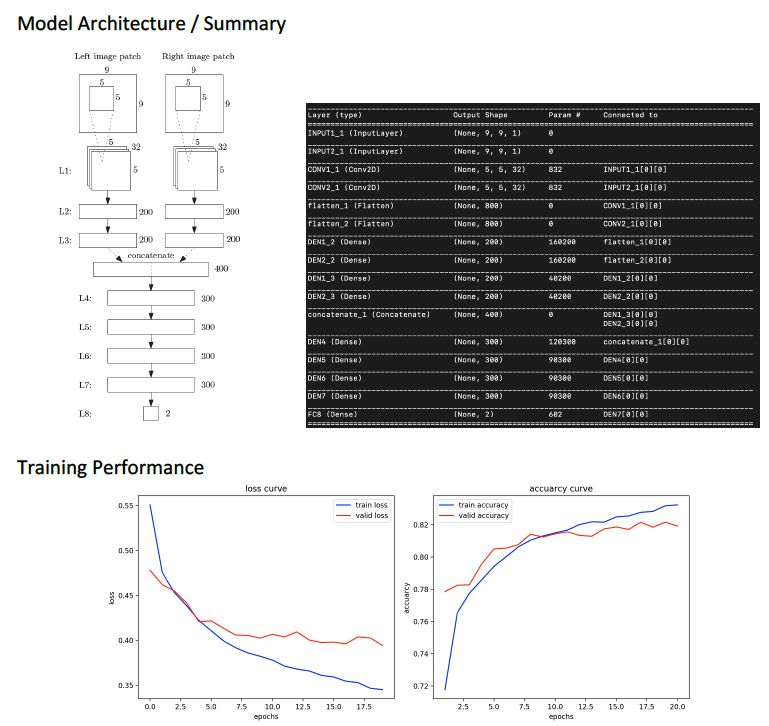 Model Architecture / Summary
Left image patch
Right image patch
9
9
5
5
5
5
9
9
5
32
5
32
L1:
5
5
L2:
200
200
L3:
200
200
concatenate
400
L4:
300
L5:
300
L6:
300
L7:
300
L8:
2
Layer (type) Output Shape Param # Connected to
INPUT1_1 (InputLayer) (None, 9, 9, 1) 0
INPUT2_1 (InputLayer) (None, 9, 9, 1) 0
CONV1_1 (Conv2D) (None, 5, 5, 32) 832 INPUT1_1[0][0]
CONV2_1 (Conv2D) (None, 5, 5, 32) 832 INPUT2_1[0][0]
flatten_1 (Flatten) (None, 800) 0 CONV1_1[0][0]
flatten_2 (Flatten) (None, 800) 0 CONV2_1[0][0]
DEN1_2 (Dense) (None, 200) 160200 flatten_1[0][0]
DEN2_2 (Dense) (None, 200) 160200 flatten_2[0][0]
DEN1_3 (Dense) (None, 200) 40200 DEN1_2[0][0]
DEN2_3 (Dense) (None, 200) 40200 DEN2_2[0][0]
concatenate_1 (Concatenate) (None, 400) 0 DEN1_3[0][0]
DEN2_3[0][0]
DEN4 (Dense) (None, 300) 120300 concatenate_1[0][0]
DEN5 (Dense) (None, 300) 90300 DEN4[0][0]
DEN6 (Dense) (None, 300) 90300 DEN5[0][0]
DEN7 (Dense) (None, 300) 90300 DEN6[0][0]
FC8 (Dense) (None, 2) 602 DEN7[0][0]
Training Performance
loss curve
train loss
valid loss
0.55
0.50
0.45
0.40
0.35
loss
0.0 2.5 5.0 7.5 10.0 12.5 15.0 17.5
epochs
accuarcy curve
train accuracy
valid accuracy
0.82
0.80
0.78
0.76
0.74
0.72
accuarcy
2.5 5.0 7.5 10.0 12.5 15.0 17.5 20.0
epochs